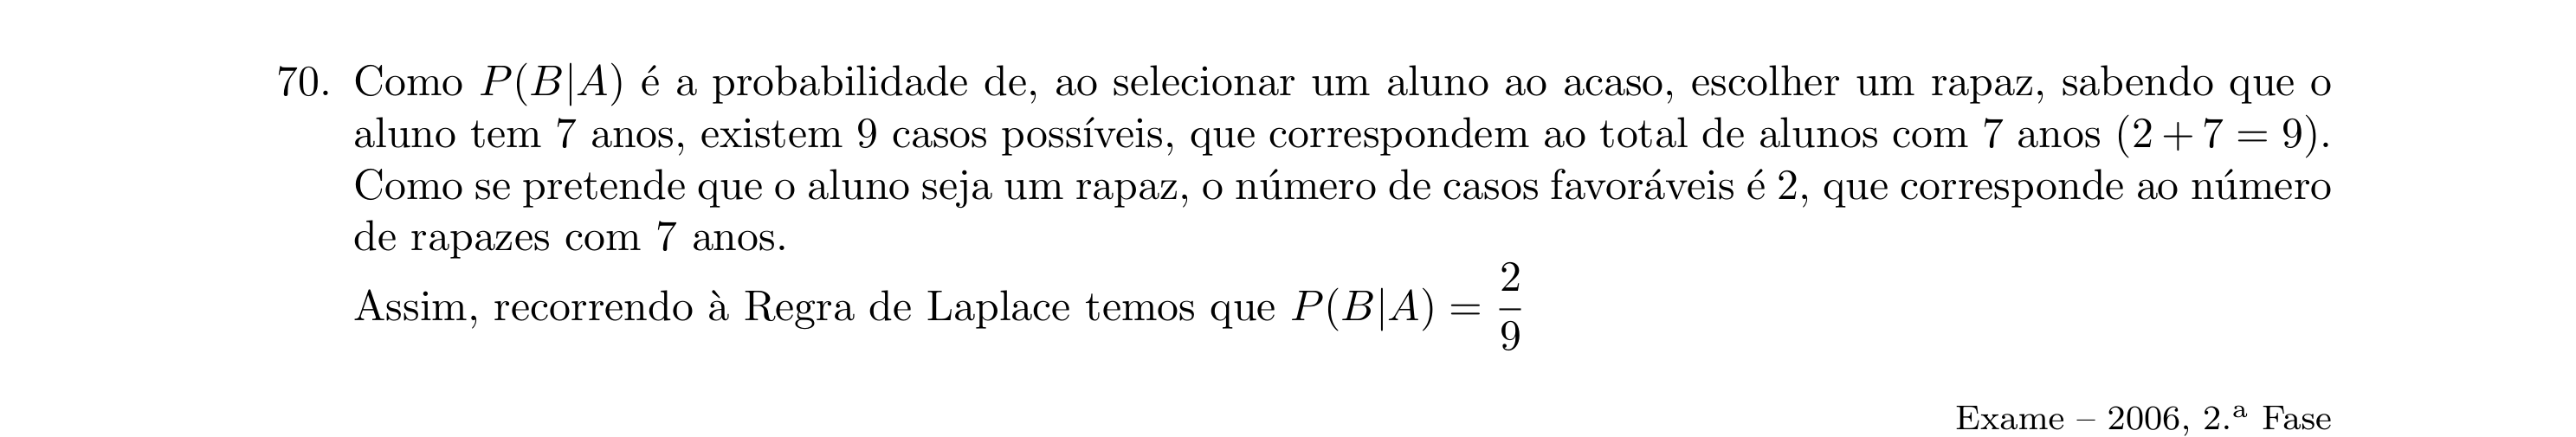 70. Como P(B|A) é a probabilidade de, ao selecionar um aluno ao acaso, escolher um rapaz, sabendo que o
aluno tem 7 anos, existem 9 casos possíveis, que correspondem ao total de alunos com 7 anos (2 + 7 = 9).
Como se pretende que o aluno seja um rapaz, o número de casos favoráveis é 2, que corresponde ao número
de rapazes com 7 anos.
Assim, recorrendo à Regra de Laplace temos que P(B|A) = 2/9
Exame – 2006, 2.ª Fase